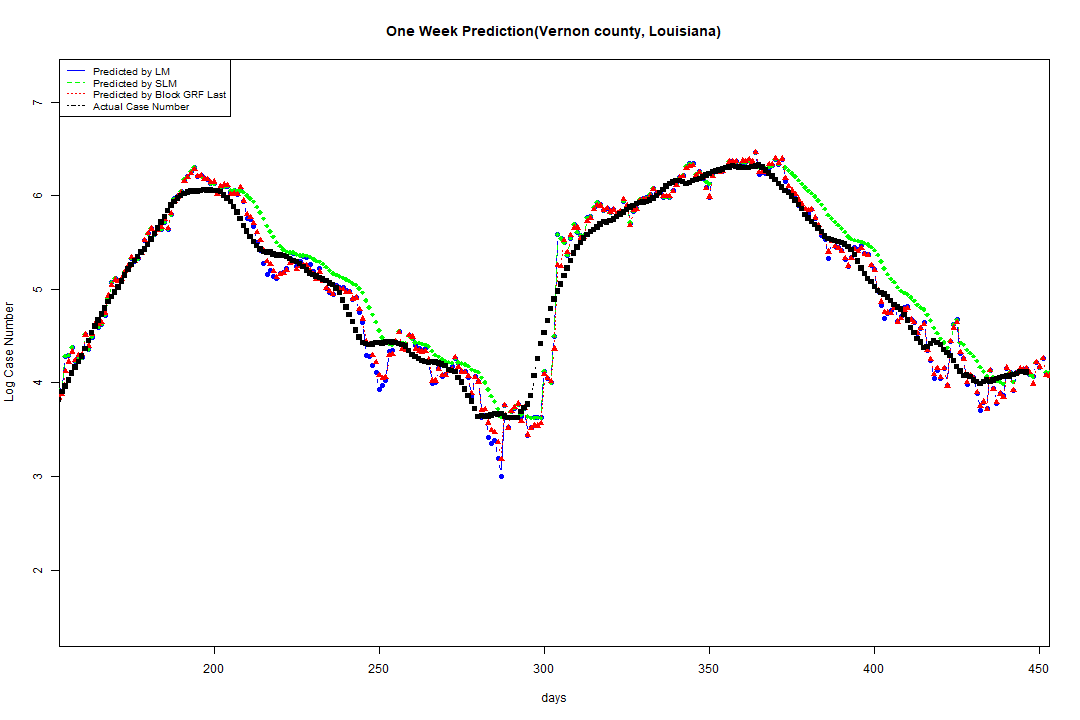 One Week Prediction(Vernon county, Louisiana)
Predicted by LM
Predicted by SLM
Predicted by Block GRF Last
Actual Case Number
7
6
5
4
3
2
Log Case Number
200 250 300 350 400 450
days